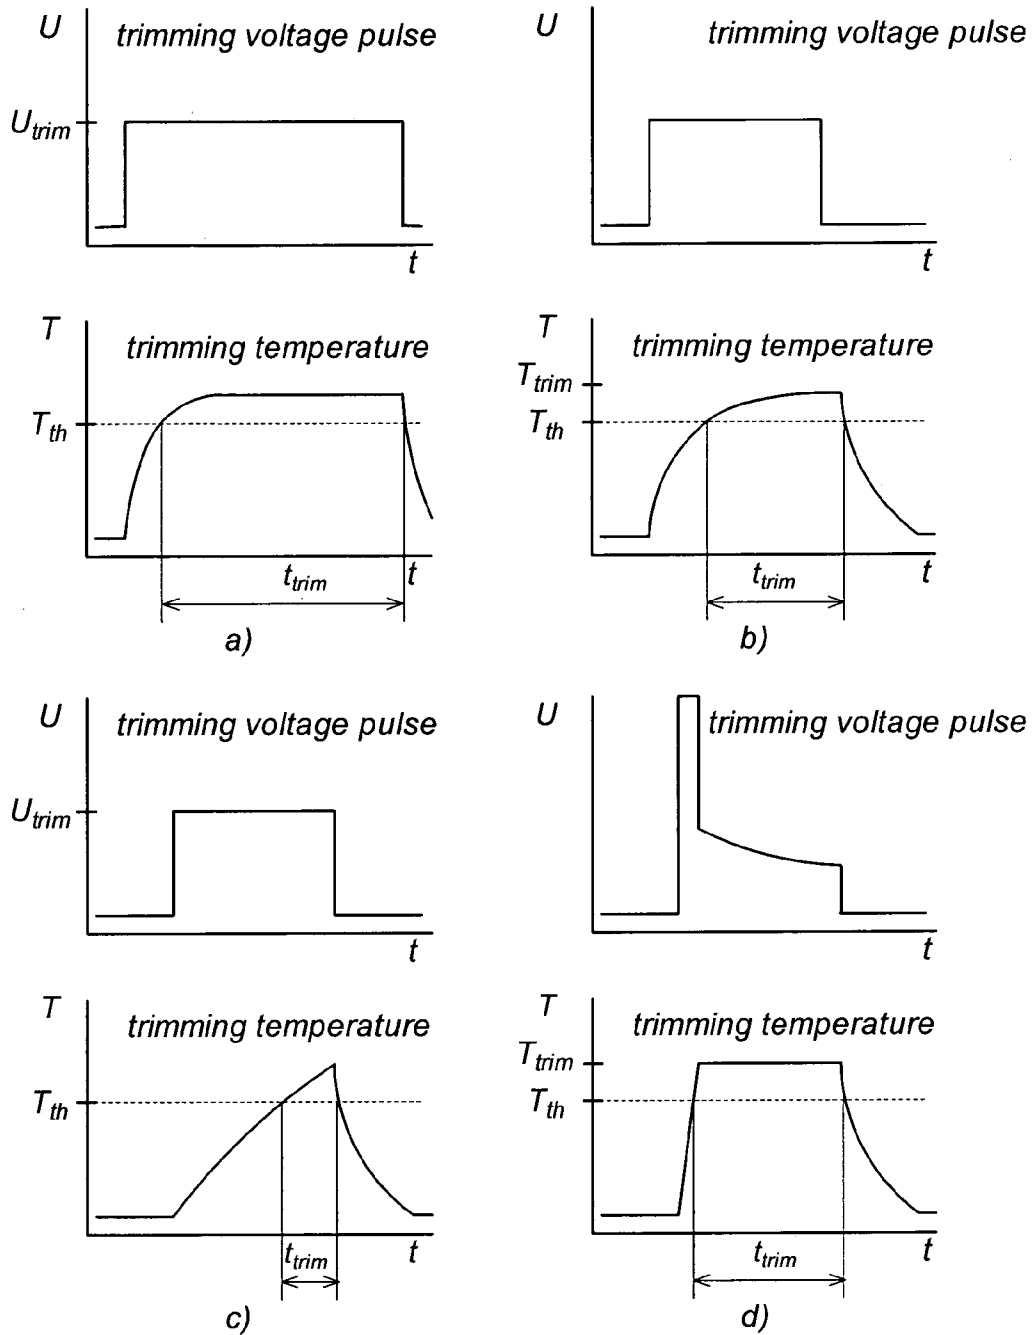 U trimming voltage pulse
U_trim
t
T
trimming temperature
T_th
t_trim t
a)
U trimming voltage pulse
t
T
trimming temperature
T_trim
T_th
t_trim t
b)
U trimming voltage pulse
U_trim
t
T
trimming temperature
T_th
t_trim t
c)
U trimming voltage pulse
t
T
trimming temperature
T_trim
T_th
t_trim t
d)